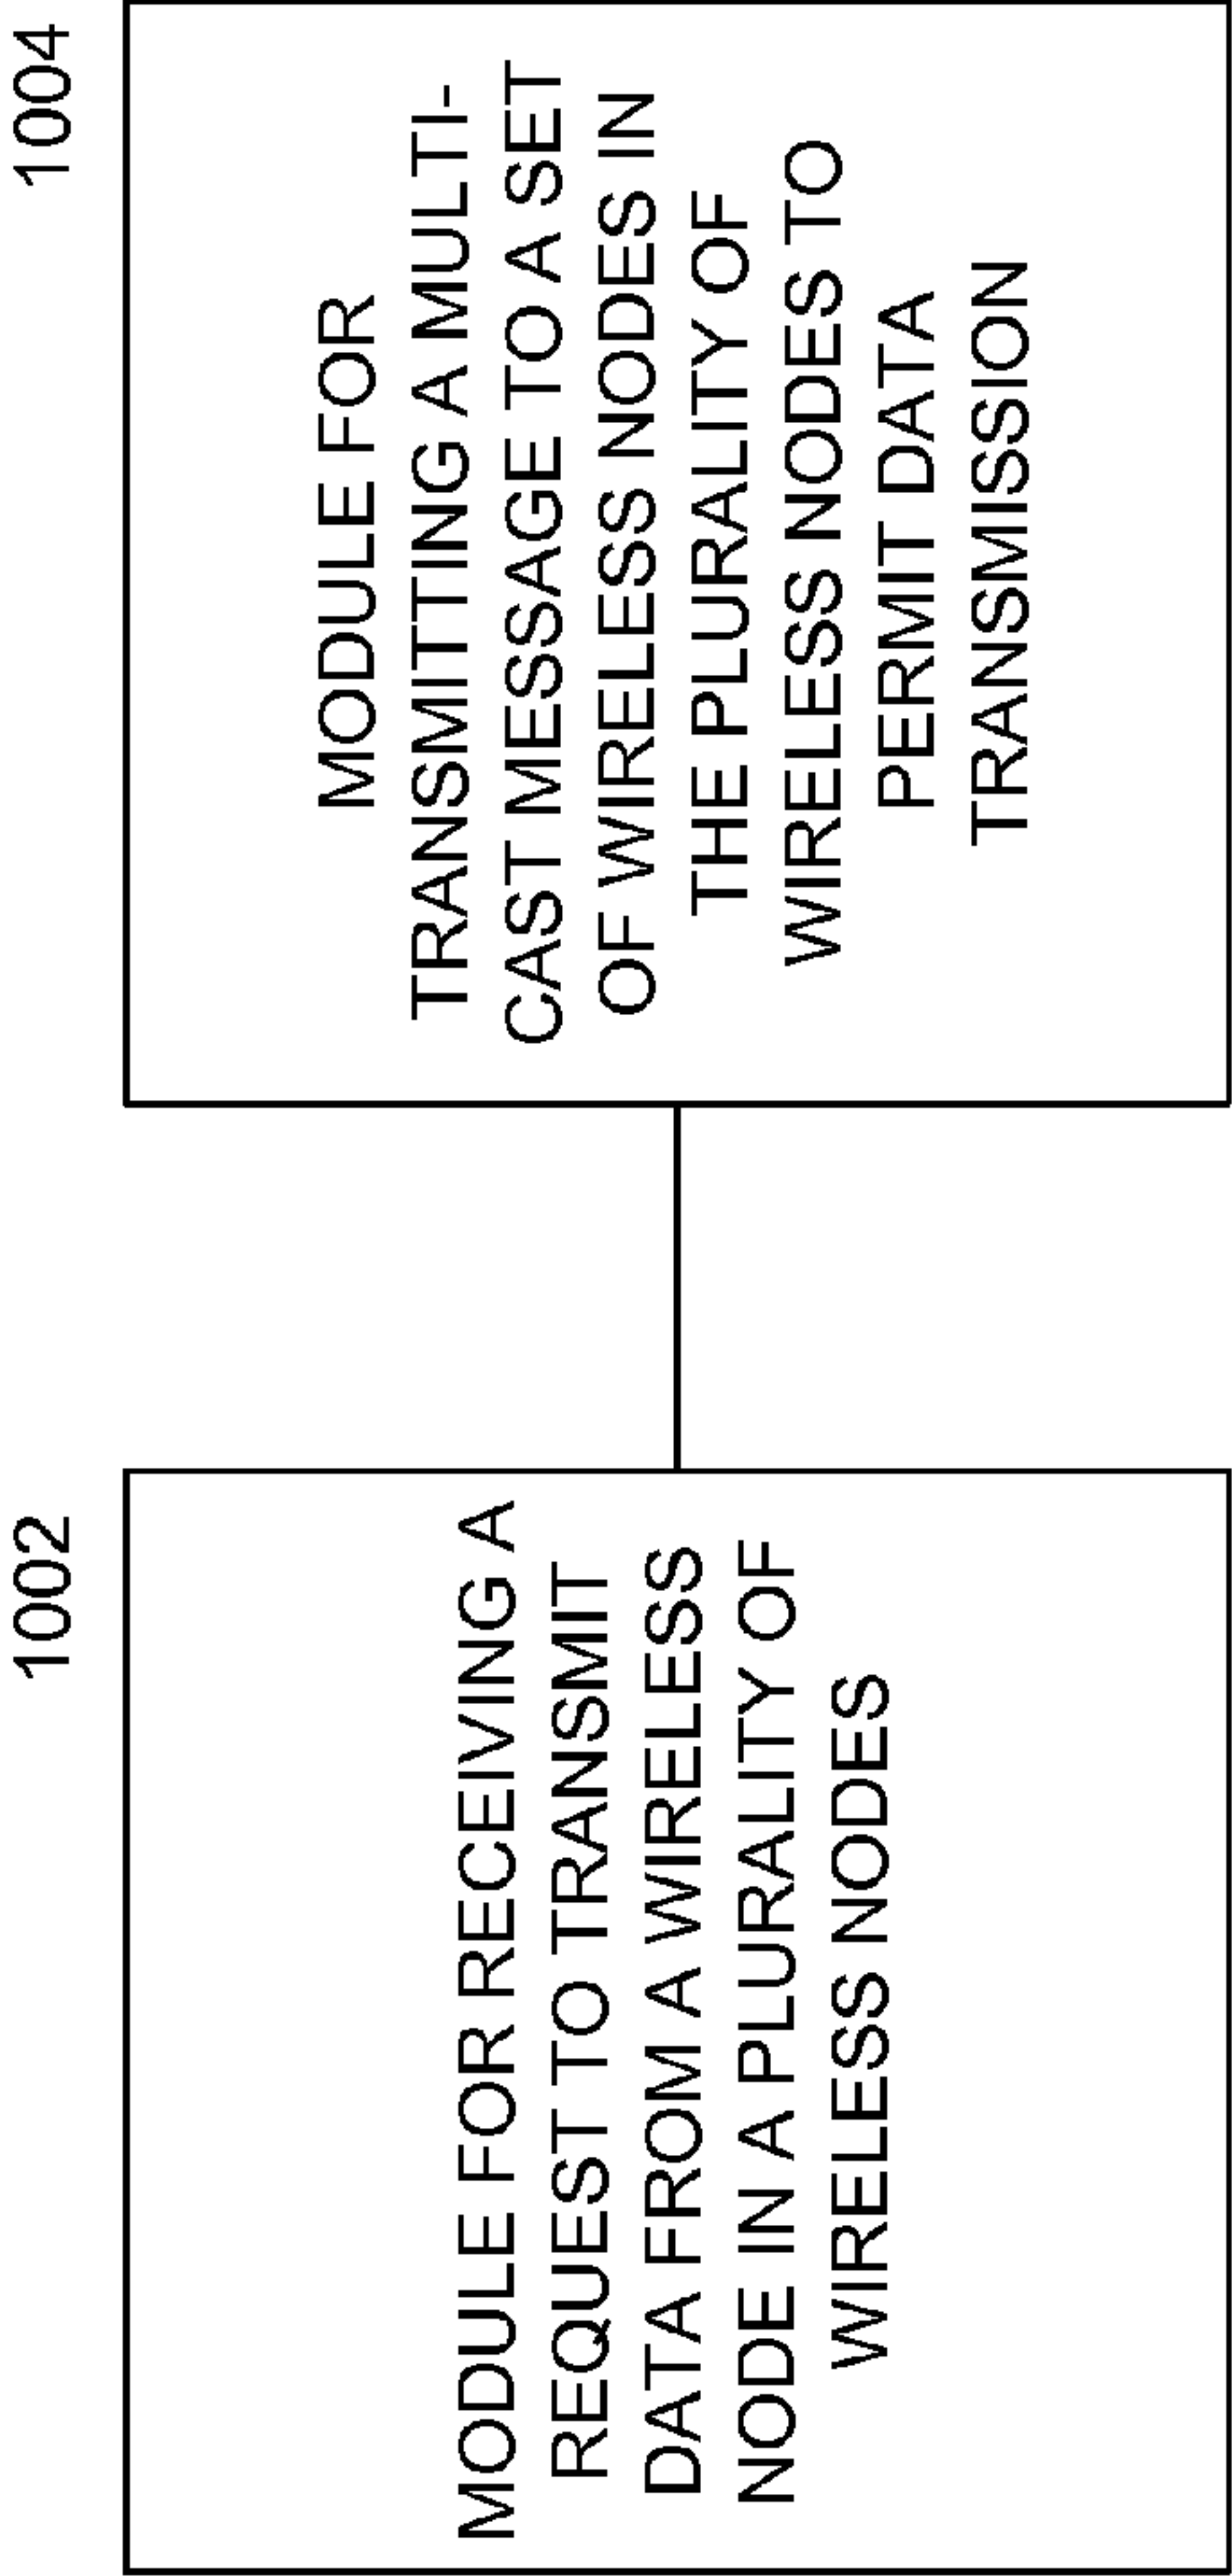 1002
MODULE FOR RECEIVING A
REQUEST TO TRANSMIT
DATA FROM A WIRELESS
NODE IN A PLURALITY OF
WIRELESS NODES
1004
MODULE FOR
TRANSMITTING A MULTI-
CAST MESSAGE TO A SET
OF WIRELESS NODES IN
THE PLURALITY OF
WIRELESS NODES TO
PERMIT DATA
TRANSMISSION